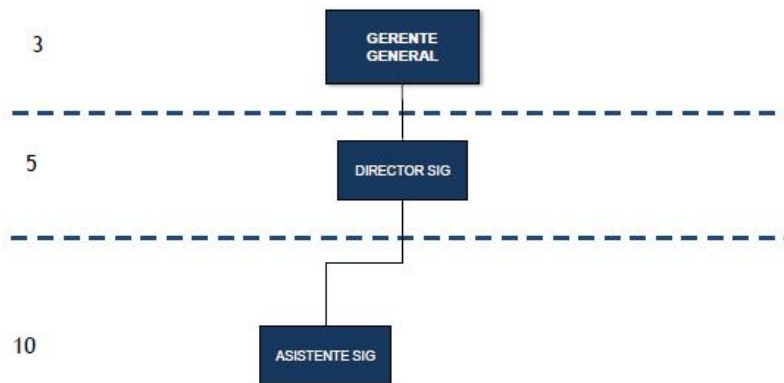 3
GERENTE
GENERAL
5
DIRECTOR SIG
10
ASISTENTE SIG